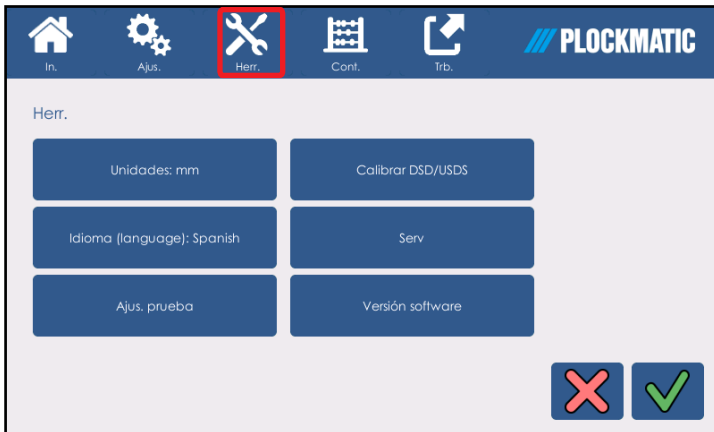 In.
Ajus.
Herr.
Cont.
Trb.
PLOCKMATIC
Herr.
Unidades: mm
Calibrar DSD/USDS
Idioma (language): Spanish
Serv
Ajus. prueba
Versión software